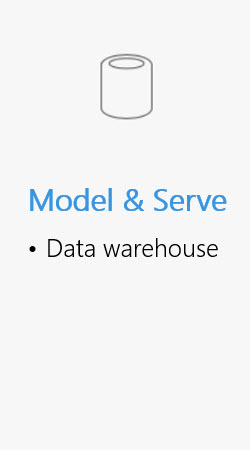 Model & Serve
• Data warehouse